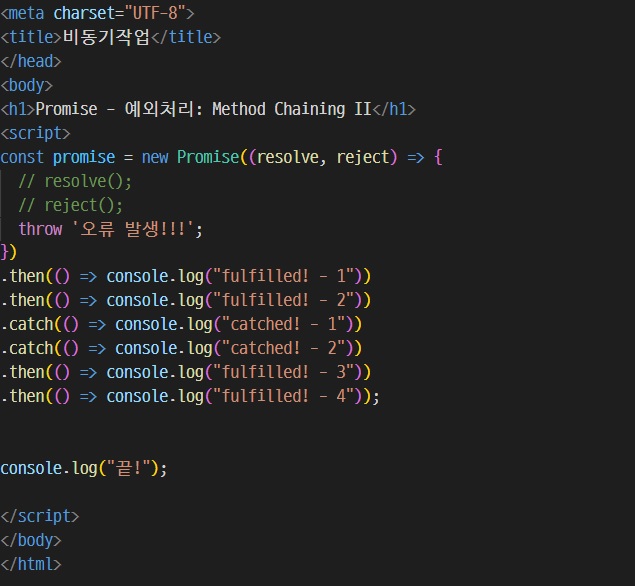 <meta charset="UTF-8">
<title>비동기작업</title>
</head>
<body>
<h1>Promise - 예외처리: Method Chaining II</h1>
<script>
const promise = new Promise((resolve, reject) => {
  // resolve();
  // reject();
  throw '오류 발생!!!';
})
.then(() => console.log("fulfilled! - 1"))
.then(() => console.log("fulfilled! - 2"))
.catch(() => console.log("catched! - 1"))
.catch(() => console.log("catched! - 2"))
.then(() => console.log("fulfilled! - 3"))
.then(() => console.log("fulfilled! - 4"));
console.log("끝!");
</script>
</body>
</html>